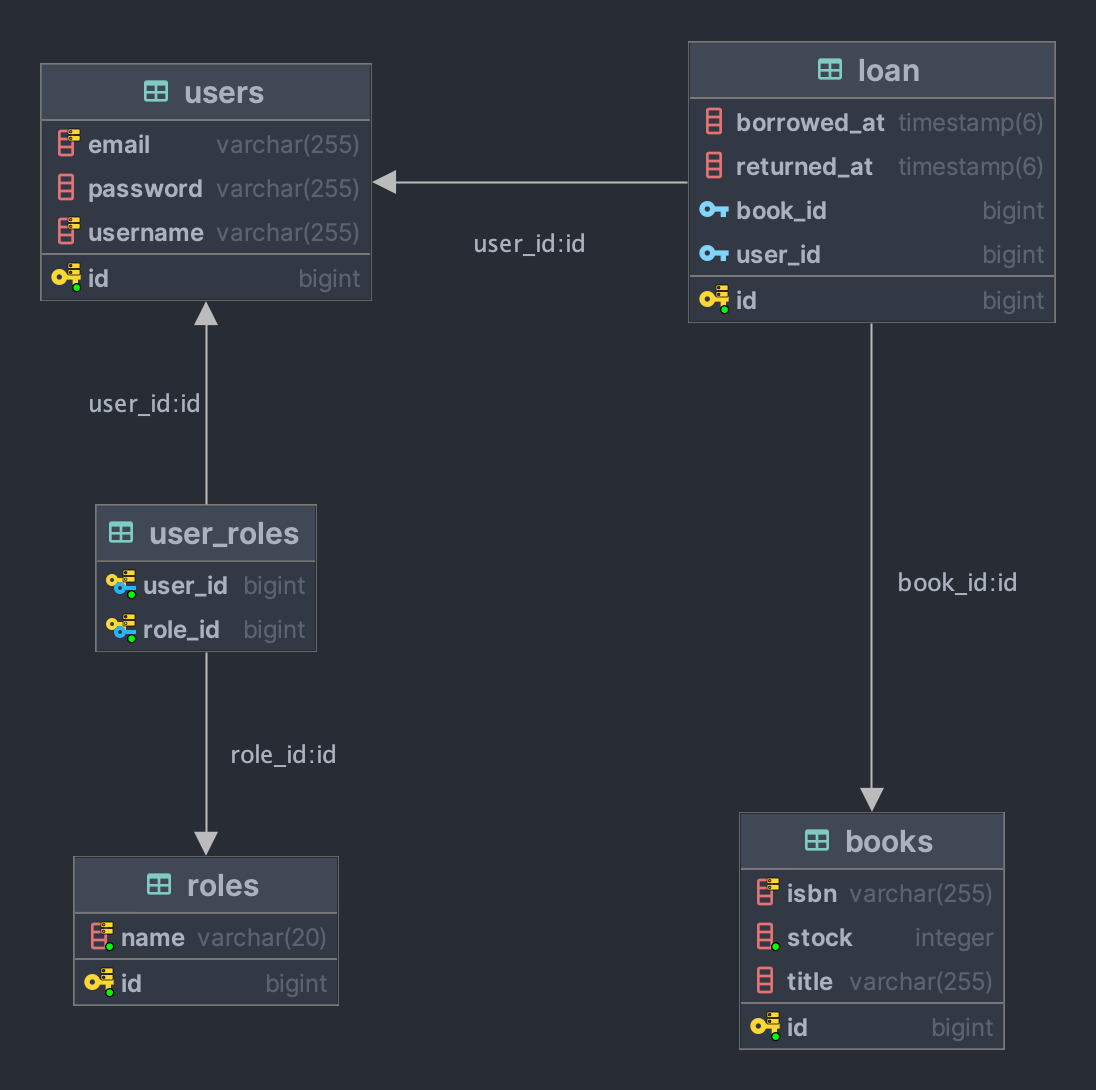 users
email varchar(255)
password varchar(255)
username varchar(255)
id bigint
loan
borrowed_at timestamp(6)
returned_at timestamp(6)
book_id bigint
user_id bigint
id bigint
user_id:id
user_id:id
user_roles
user_id bigint
role_id bigint
book_id:id
role_id:id
roles
name varchar(20)
id bigint
books
isbn varchar(255)
stock integer
title varchar(255)
id bigint